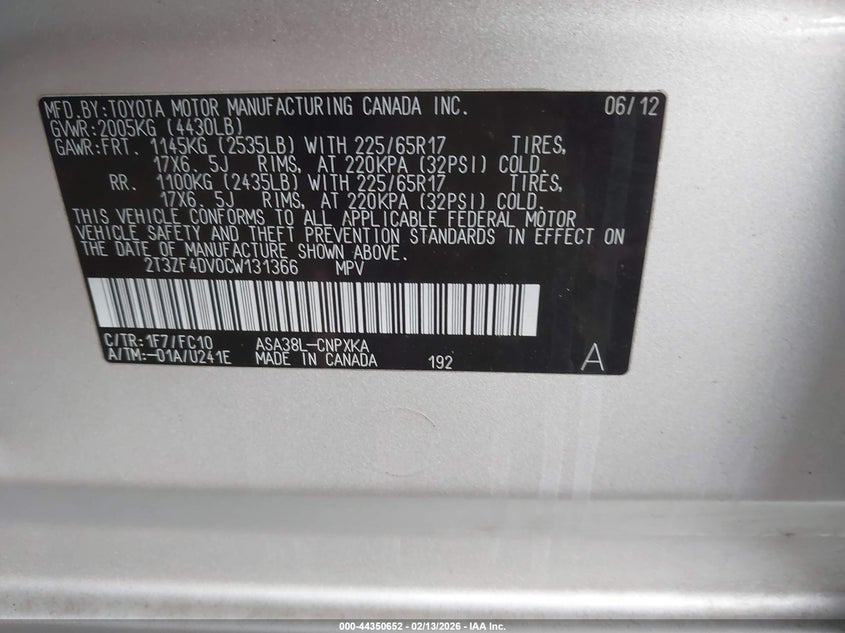 MFD.BY:TOYOTA MOTOR MANUFACTURING CANADA INC. 06/12
GVWR:2005KG (4430LB)
GAWR:FRT. 1145KG (2535LB) WITH 225/65R17 TIRES,
17X6. 5J RIMS, AT 220KPA (32PSI) COLD.
RR. 1100KG (2435LB) WITH 225/65R17 TIRES,
17X6. 5J RIMS, AT 220KPA (32PSI) COLD.
THIS VEHICLE CONFORMS TO ALL APPLICABLE FEDERAL MOTOR
VEHICLE SAFETY AND THEFT PREVENTION STANDARDS IN EFFECT ON
THE DATE OF MANUFACTURE SHOWN ABOVE.
2T3ZF4DV0CW131366 MPV
C/TR:1F7/FC10 ASA38L-CNPXKA
A/TM:-01A/U241E MADE IN CANADA 192 A
000-44350652 - 02/13/2026 - IAA Inc.